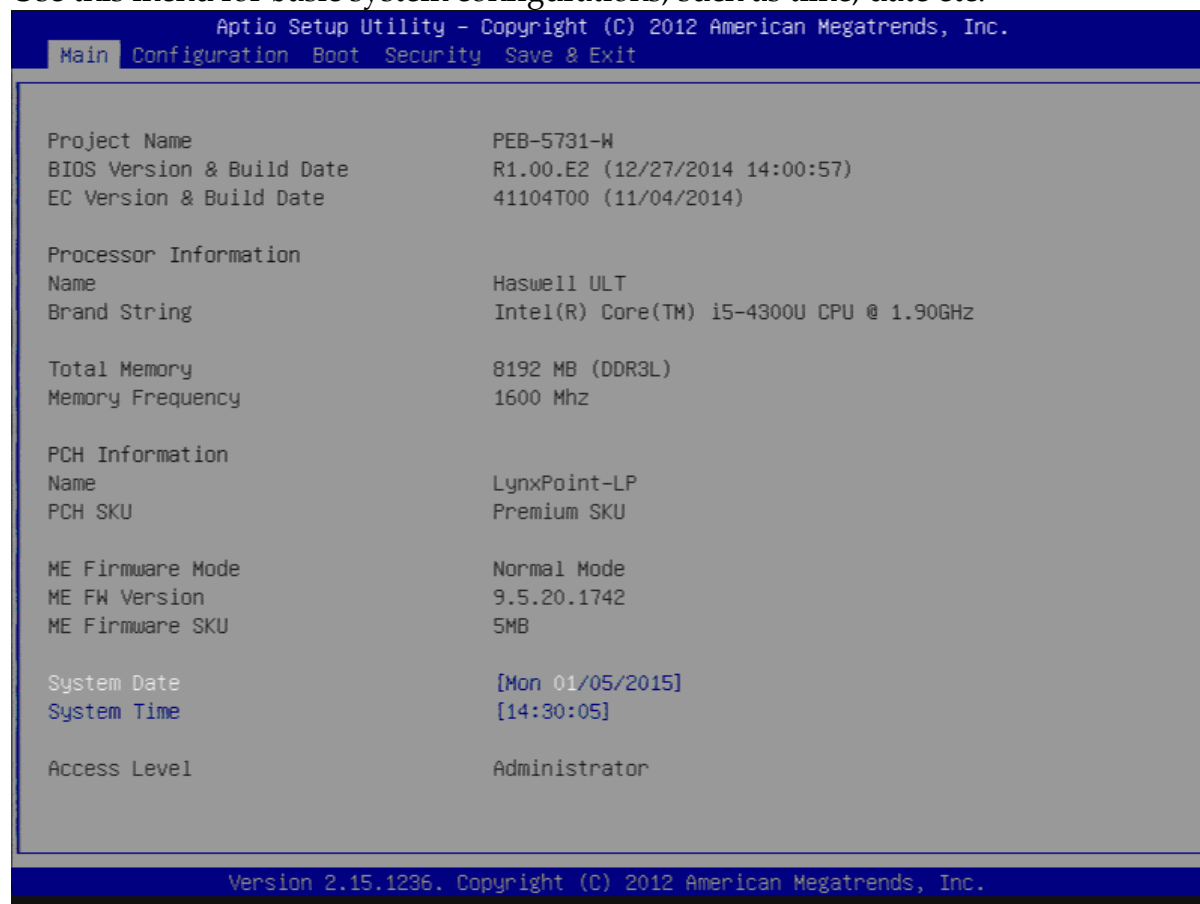 Use this menu for basic system configurations, such as time, date etc.
Aptio Setup Utility – Copyright (C) 2012 American Megatrends, Inc.
Main Configuration Boot Security Save & Exit
Project Name PEB-5731-W
BIOS Version & Build Date R1.00.E2 (12/27/2014 14:00:57)
EC Version & Build Date 41104T00 (11/04/2014)
Processor Information
Name Haswell ULT
Brand String Intel(R) Core(TM) i5-4300U CPU @ 1.90GHz
Total Memory 8192 MB (DDR3L)
Memory Frequency 1600 Mhz
PCH Information
Name LynxPoint-LP
PCH SKU Premium SKU
ME Firmware Mode Normal Mode
ME FW Version 9.5.20.1742
ME Firmware SKU 5MB
System Date [Mon 01/05/2015]
System Time [14:30:05]
Access Level Administrator
Version 2.15.1236. Copyright (C) 2012 American Megatrends, Inc.